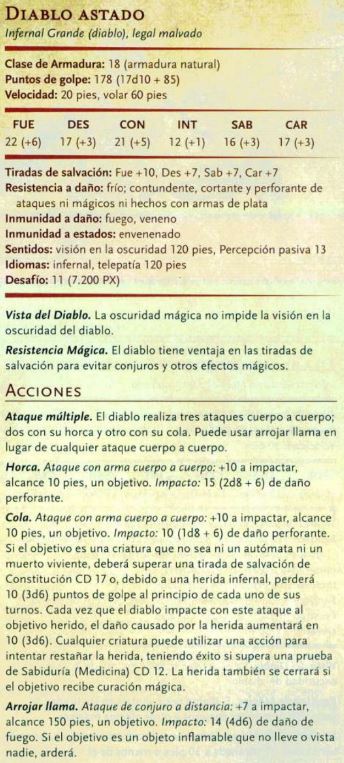 Diablo astado
Infernal Grande (diablo), legal malvado
Clase de Armadura: 18 (armadura natural)
Puntos de golpe: 178 (17d10 + 85)
Velocidad: 20 pies, volar 60 pies
FUE DES CON INT SAB CAR
22 (+6) 17 (+3) 21 (+5) 12 (+1) 16 (+3) 17 (+3)
Tiradas de salvación: Fue +10, Des +7, Sab +7, Car +7
Resistencia a daño: frío; contundente, cortante y perforante de
ataques ni mágicos ni hechos con armas de plata
Inmunidad a daño: fuego, veneno
Inmunidad a estados: envenenado
Sentidos: visión en la oscuridad 120 pies, Percepción pasiva 13
Idiomas: infernal, telepatía 120 pies
Desafío: 11 (7.200 PX)
Vista del Diablo. La oscuridad mágica no impide la visión en la
oscuridad del diablo.
Resistencia Mágica. El diablo tiene ventaja en las tiradas de
salvación para evitar conjuros y otros efectos mágicos.
Acciones
Ataque múltiple. El diablo realiza tres ataques cuerpo a cuerpo;
dos con su horca y otro con su cola. Puede usar arrojar llama en
lugar de cualquier ataque cuerpo a cuerpo.
Horca. Ataque con arma cuerpo a cuerpo: +10 a impactar,
alcance 10 pies, un objetivo. Impacto: 15 (2d8 + 6) de daño
perforante.
Cola. Ataque con arma cuerpo a cuerpo: +10 a impactar, alcance
10 pies, un objetivo. Impacto: 10 (1d8 + 6) de daño perforante.
Si el objetivo es una criatura que no sea ni un autómata ni un
muerto viviente, deberá superar una tirada de salvación de
Constitución CD 17 o, debido a una herida infernal, perderá
10 (3d6) puntos de golpe al principio de cada uno de sus
turnos. Cada vez que el diablo impacte con este ataque al
objetivo herido, el daño causado por la herida aumentará en
10 (3d6). Cualquier criatura puede utilizar una acción para
intentar restañar la herida, teniendo éxito si supera una prueba
de Sabiduría (Medicina) CD 12. La herida también se cerrará si
el objetivo recibe curación mágica.
Arrojar llama. Ataque de conjuro a distancia: +7 a impactar,
alcance 150 pies, un objetivo. Impacto: 14 (4d6) de daño de
fuego. Si el objetivo es un objeto inflamable que no lleve o vista
nadie, arderá.